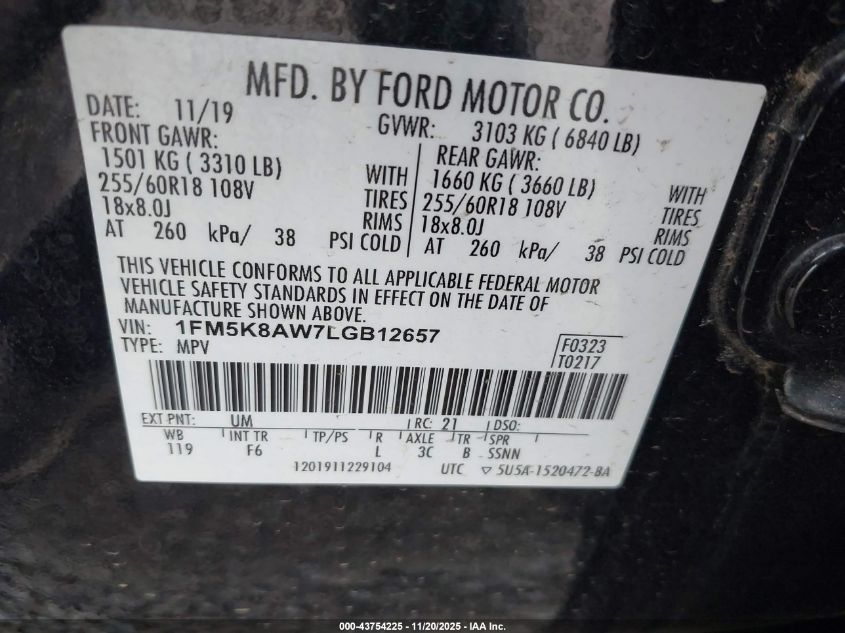 MFD. BY FORD MOTOR CO.
DATE: 11/19 GVWR: 3103 KG ( 6840 LB)
FRONT GAWR: REAR GAWR:
1501 KG ( 3310 LB) WITH 1660 KG ( 3660 LB) WITH
255/60R18 108V TIRES 255/60R18 108V TIRES
18x8.0J RIMS 18x8.0J RIMS
AT 260 kPa/ 38 PSI COLD AT 260 kPa/ 38 PSI COLD
THIS VEHICLE CONFORMS TO ALL APPLICABLE FEDERAL MOTOR
VEHICLE SAFETY STANDARDS IN EFFECT ON THE DATE OF
MANUFACTURE SHOWN ABOVE.
VIN: 1FM5K8AW7LGB12657
TYPE: MPV
F0323
T0217
EXT PNT: UM RC: 21 DSO:
WB INT TR TP/PS R AXLE TR SPR
119 F6 L 3C B SSNN
1201911229104 UTC ▽ 5U5A-1520472-BA
000-43754225 - 11/20/2025 - IAA Inc.